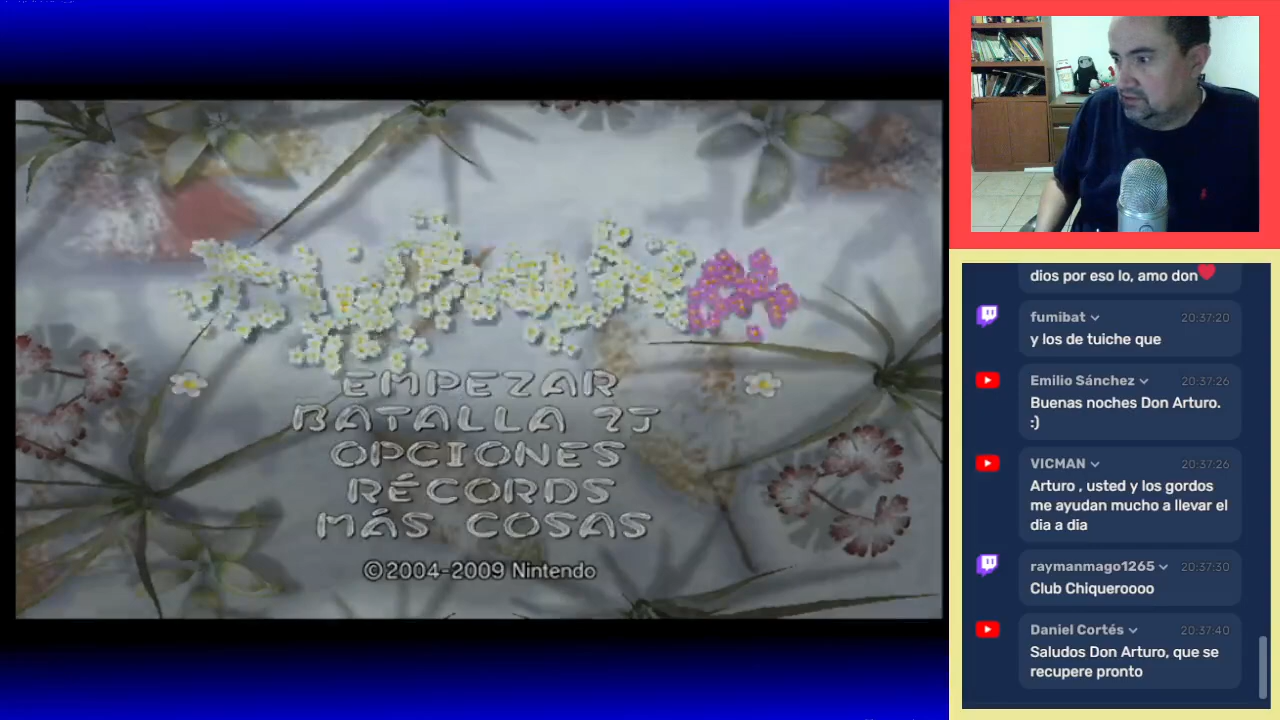 EMPEZAR
BATALLA 2J
OPCIONES
RÉCORDS
MÁS COSAS
©2004-2009 Nintendo
dios por eso lo, amo don❤
fumibat 20:37:20
y los de tuiche que
Emilio Sánchez 20:37:26
Buenas noches Don Arturo.
:)
VICMAN 20:37:26
Arturo , usted y los gordos
me ayudan mucho a llevar el
dia a dia
raymanmago1265 20:37:30
Club Chiqueroooo
Daniel Cortés 20:37:40
Saludos Don Arturo, que se
recupere pronto